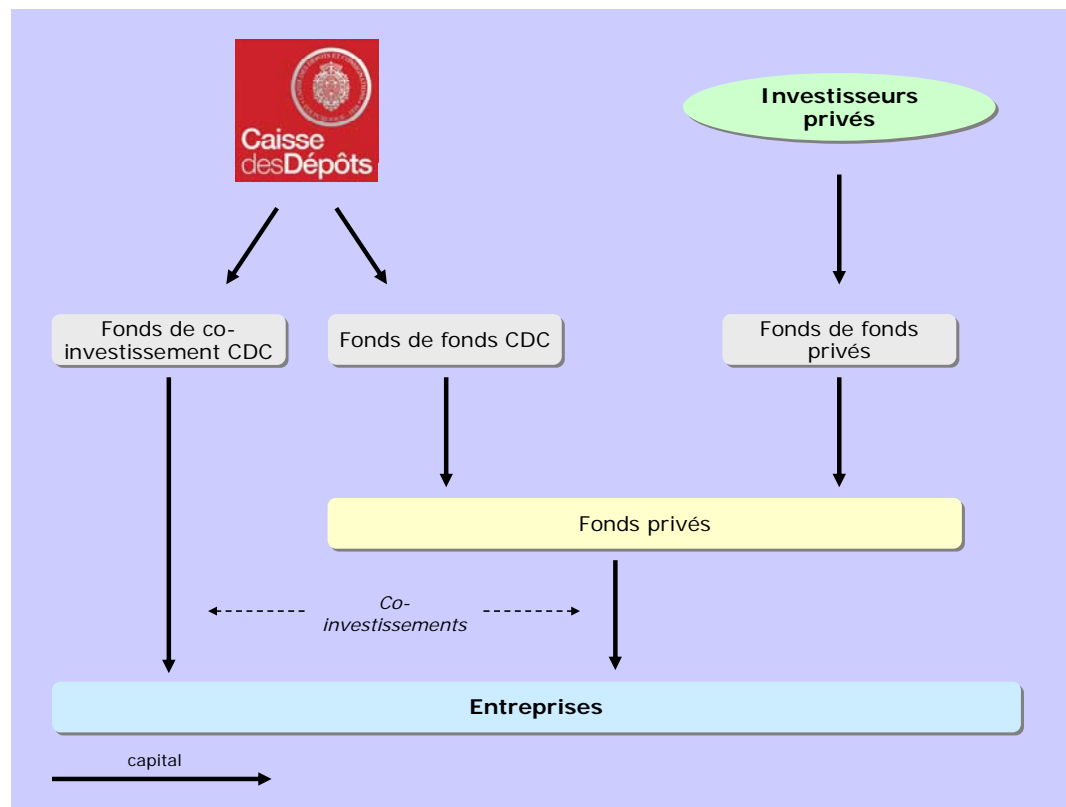 Caisse
desDépôts
Investisseurs
privés
Fonds de co-
investissement CDC
Fonds de fonds CDC
Fonds de fonds
privés
Fonds privés
Co-
investissements
Entreprises
capital